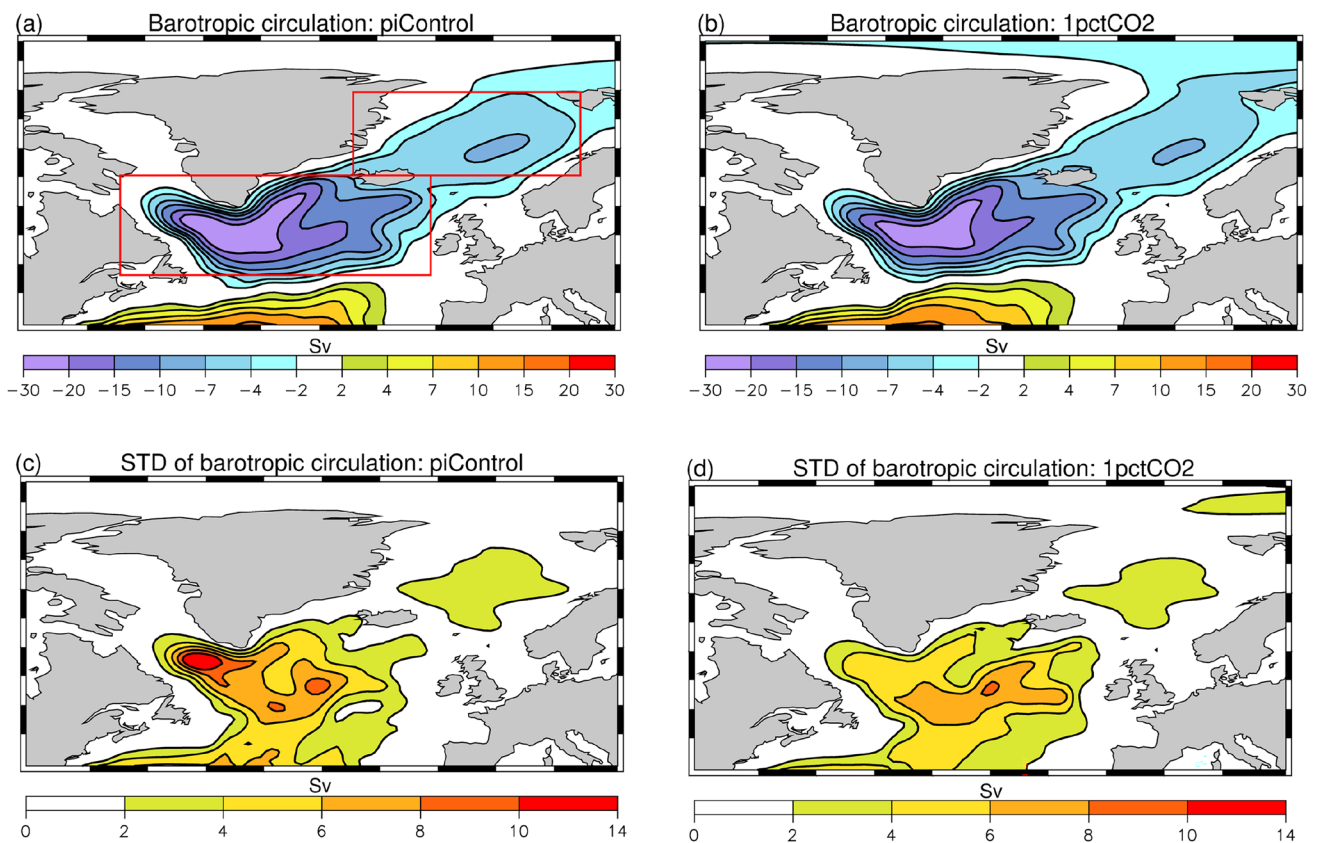 (a) Barotropic circulation: piControl
Sv
−30 −20 −15 −10 −7 −4 −2 2 4 7 10 15 20 30
(b) Barotropic circulation: 1pctCO2
Sv
−30 −20 −15 −10 −7 −4 −2 2 4 7 10 15 20 30
(c) STD of barotropic circulation: piControl
Sv
0 2 4 6 8 10 14
(d) STD of barotropic circulation: 1pctCO2
Sv
0 2 4 6 8 10 14